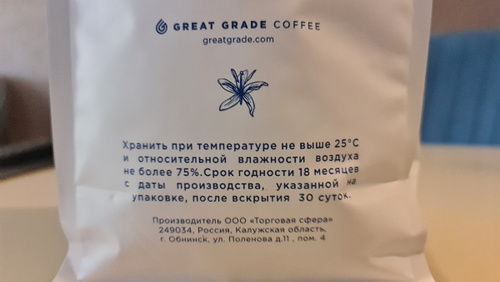 GREAT GRADE COFFEE
greatgrade.com
Хранить при температуре не выше 25°C
и относительной влажности воздуха
не более 75%.Срок годности 18 месяцев
с даты производства, указанной на
упаковке, после вскрытия 30 суток.
Производитель ООО «Торговая сфера»
249034, Россия, Калужская область,
г. Обнинск, ул. Поленова д.11 , пом. 4